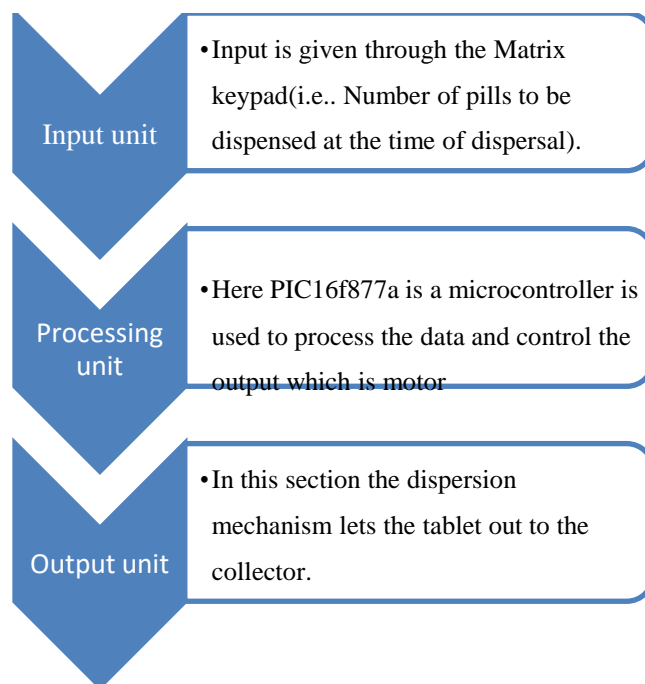 Input unit
•Input is given through the Matrix
keypad(i.e.. Number of pills to be
dispensed at the time of dispersal).
Processing
unit
•Here PIC16f877a is a microcontroller is
used to process the data and control the
output which is motor
Output unit
•In this section the dispersion
mechanism lets the tablet out to the
collector.